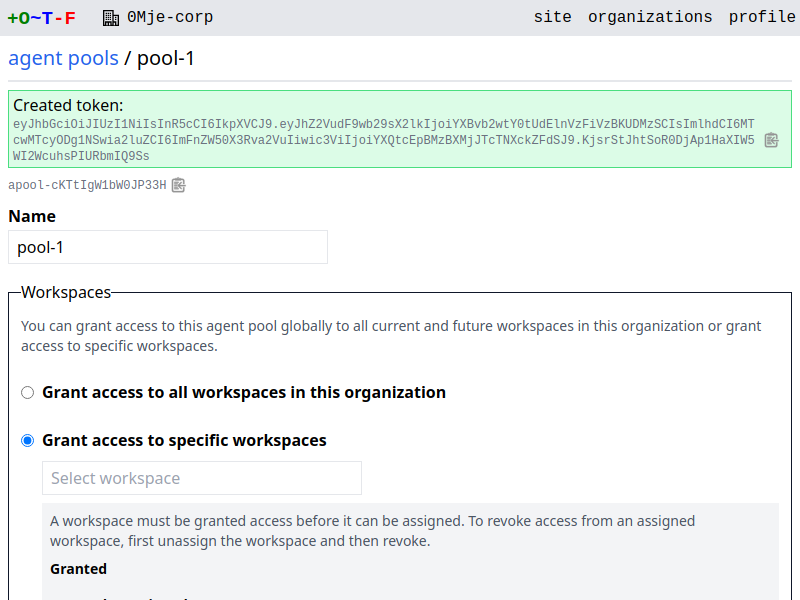 +O~T-F 0Mje-corp site organizations profile
agent pools / pool-1
Created token:
eyJhbGciOiJIUzI1NiIsInR5cCI6IkpXVCJ9.eyJhZ2VudF9wb29sX2lkIjoiYXBvb2wtY0tUdElnVzFiVzBKUDMzSCIsImlhdCI6MT
cwMTcyODg1NSwia2luZCI6ImFnZW50X3Rva2VuIiwic3ViIjoiYXQtcEpBMzBXMjJTcTNXckZFdSJ9.KjsrStJhtSoR0DjAp1HaXIW5
WI2WcuhsPIURbmIQ9Ss
apool-cKTtIgW1bW0JP33H
Name
pool-1
Workspaces
You can grant access to this agent pool globally to all current and future workspaces in this organization or grant
access to specific workspaces.
Grant access to all workspaces in this organization
Grant access to specific workspaces
Select workspace
A workspace must be granted access before it can be assigned. To revoke access from an assigned
workspace, first unassign the workspace and then revoke.
Granted